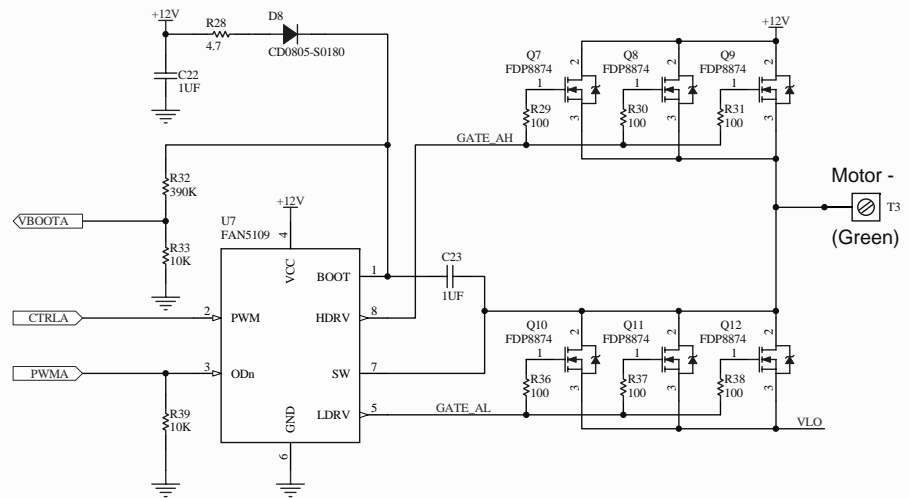 +12V
R28
4.7
D8
CD0805-S0180
C22
1UF
R32
390K
VBOOTA
R33
10K
+12V
U7
FAN5109
4
VCC
BOOT
1
C23
1UF
CTRLA
2
PWM
HDRV
8
PWMA
3
ODn
SW
7
R39
10K
GND
6
LDRV
5
GATE_AH
GATE_AL
+12V
Q7
FDP8874
2
1
3
R29
100
Q8
FDP8874
2
1
3
R30
100
Q9
FDP8874
2
1
3
R31
100
Motor -
T3
(Green)
Q10
FDP8874
2
1
3
R36
100
Q11
FDP8874
2
1
3
R37
100
Q12
FDP8874
2
1
3
R38
100
VLO